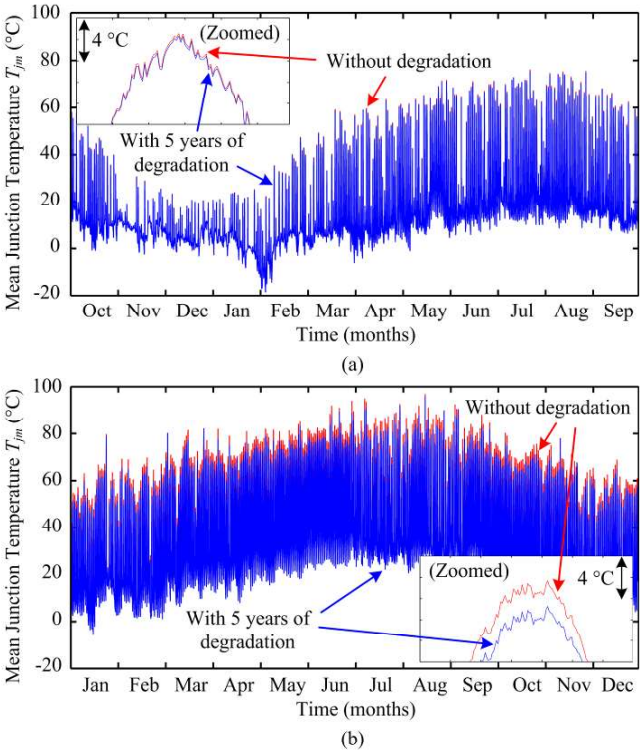 Mean Junction Temperature Tjm (°C)
100
80
60
40
20
0
-20
4 °C
(Zoomed)
Without degradation
With 5 years of
degradation
Oct Nov Dec Jan Feb Mar Apr May Jun Jul Aug Sep
Time (months)
(a)
Mean Junction Temperature Tjm (°C)
100
80
60
40
20
0
-20
Without degradation
(Zoomed)
4 °C
With 5 years of
degradation
Jan Feb Mar Apr May Jun Jul Aug Sep Oct Nov Dec
Time (months)
(b)